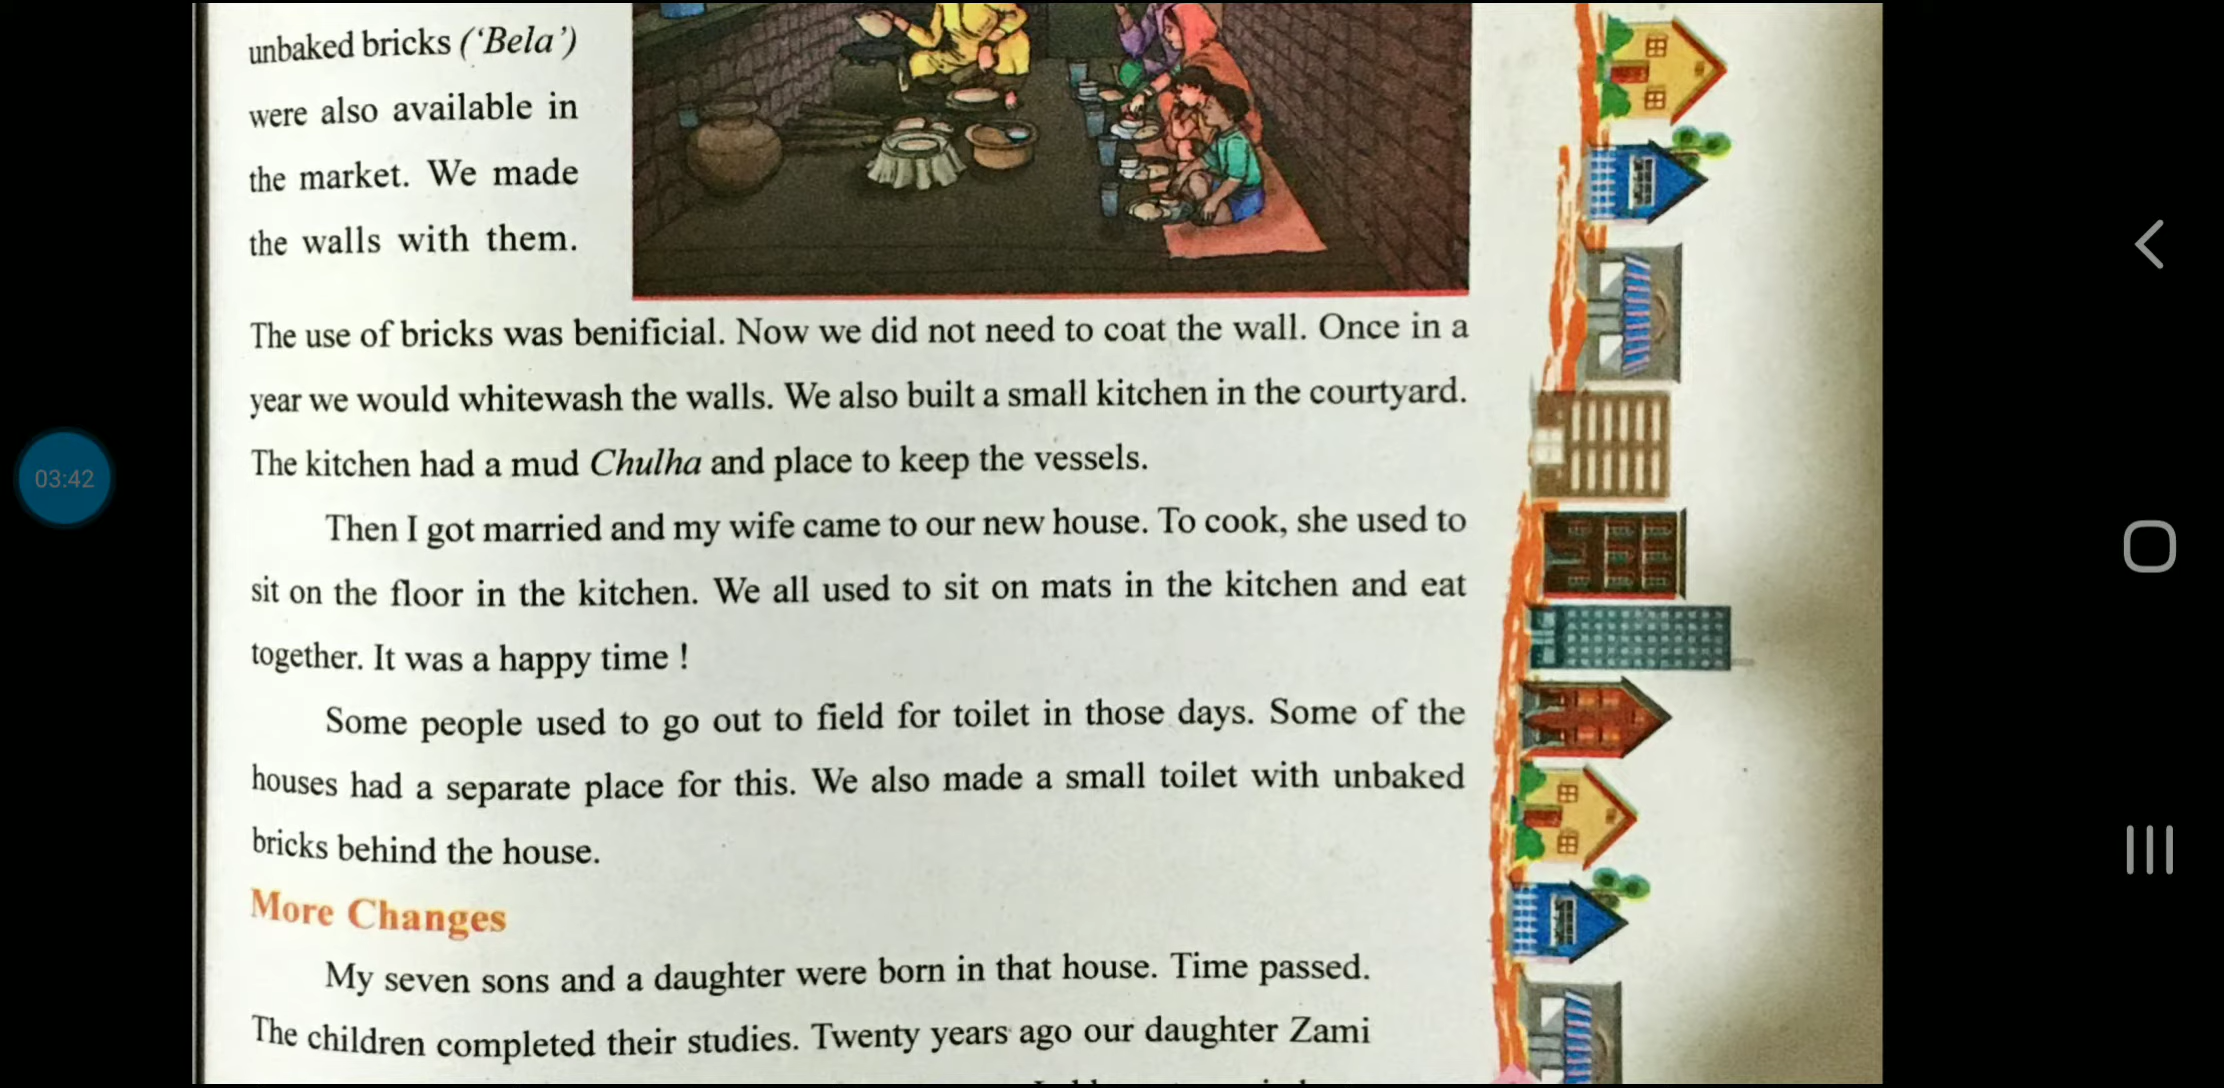 unbaked bricks ('Bela')
were also available in
the market. We made
the walls with them.
The use of bricks was benificial. Now we did not need to coat the wall. Once in a
year we would whitewash the walls. We also built a small kitchen in the courtyard.
The kitchen had a mud Chulha and place to keep the vessels.
Then I got married and my wife came to our new house. To cook, she used to
sit on the floor in the kitchen. We all used to sit on mats in the kitchen and eat
together. It was a happy time !
Some people used to go out to field for toilet in those days. Some of the
houses had a separate place for this. We also made a small toilet with unbaked
bricks behind the house.
More Changes
My seven sons and a daughter were born in that house. Time passed.
The children completed their studies. Twenty years ago our daughter Zami
03:42